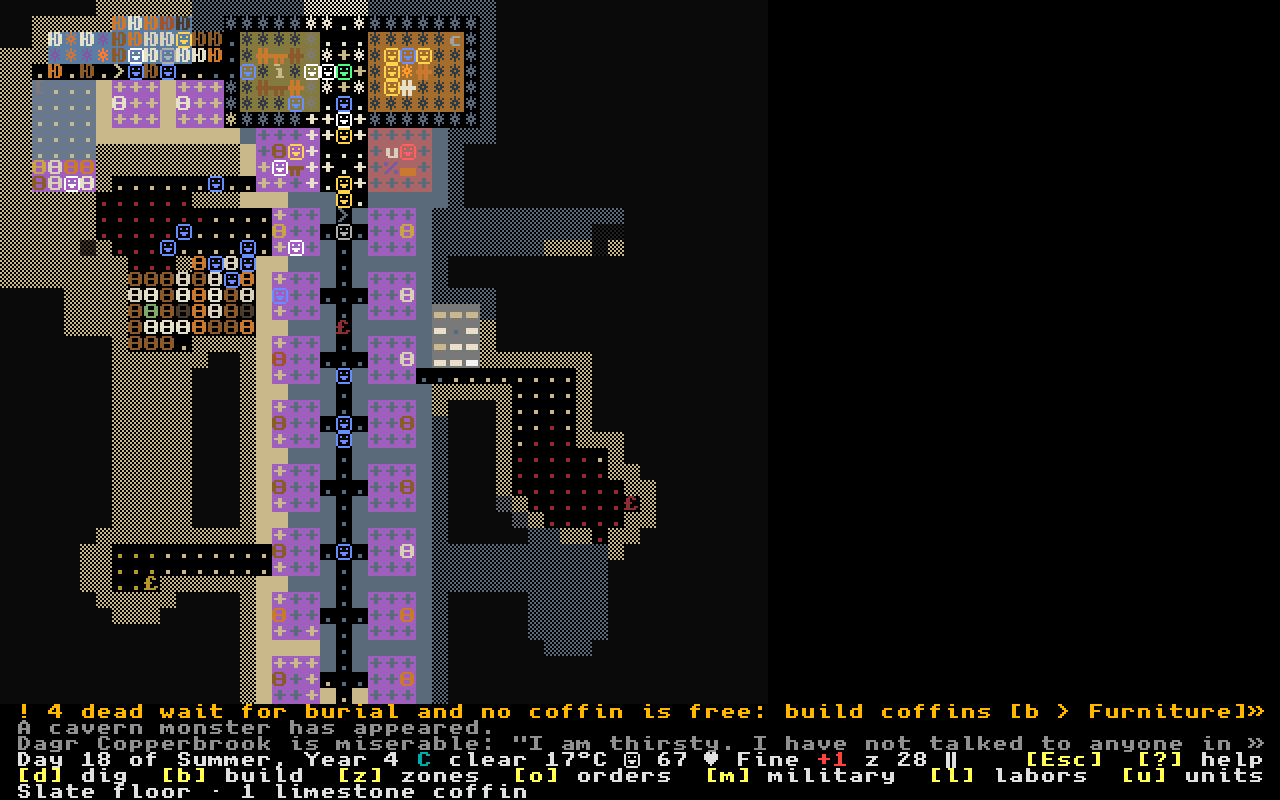 ! 4 dead wait for burial and no coffin is free: build coffins [b > Furniture]»
A cavern monster has appeared.
Dagr Copperbrook is miserable: "I am thirsty. I have not talked to anyone in »
Day 18 of Summer, Year 4 C clear 17°C ☺ 67 ♥ Fine +1 z 28 ‖ [Esc] [?] help
[d] dig [b] build [z] zones [o] orders [m] military [l] labors [u] units
Slate floor · 1 limestone coffin